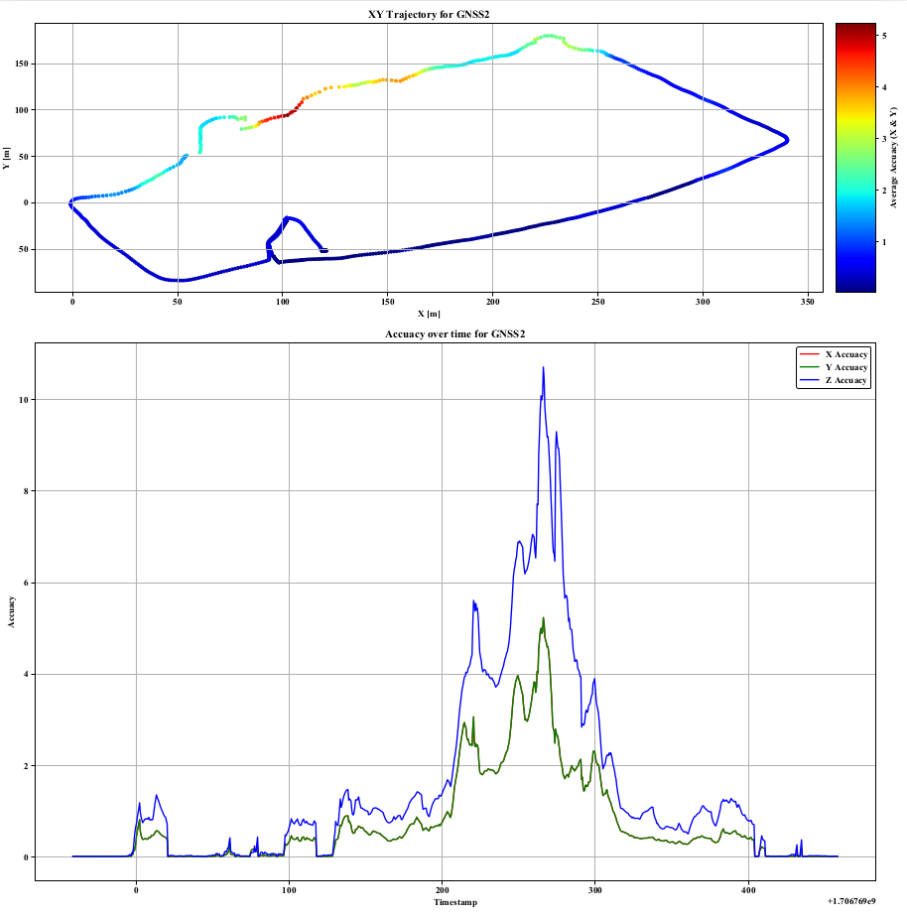 XY Trajectory for GNSS2
150
100
50
0
50
Y [m]
0 50 100 150 200 250 300 350
X [m]
5
4
3
2
1
Average Accuacy (X & Y)
Accuacy over time for GNSS2
X Accuacy
Y Accuacy
Z Accuacy
10
8
6
4
2
0
Accuacy
0 100 200 300 400
Timestamp
+1.706769e9